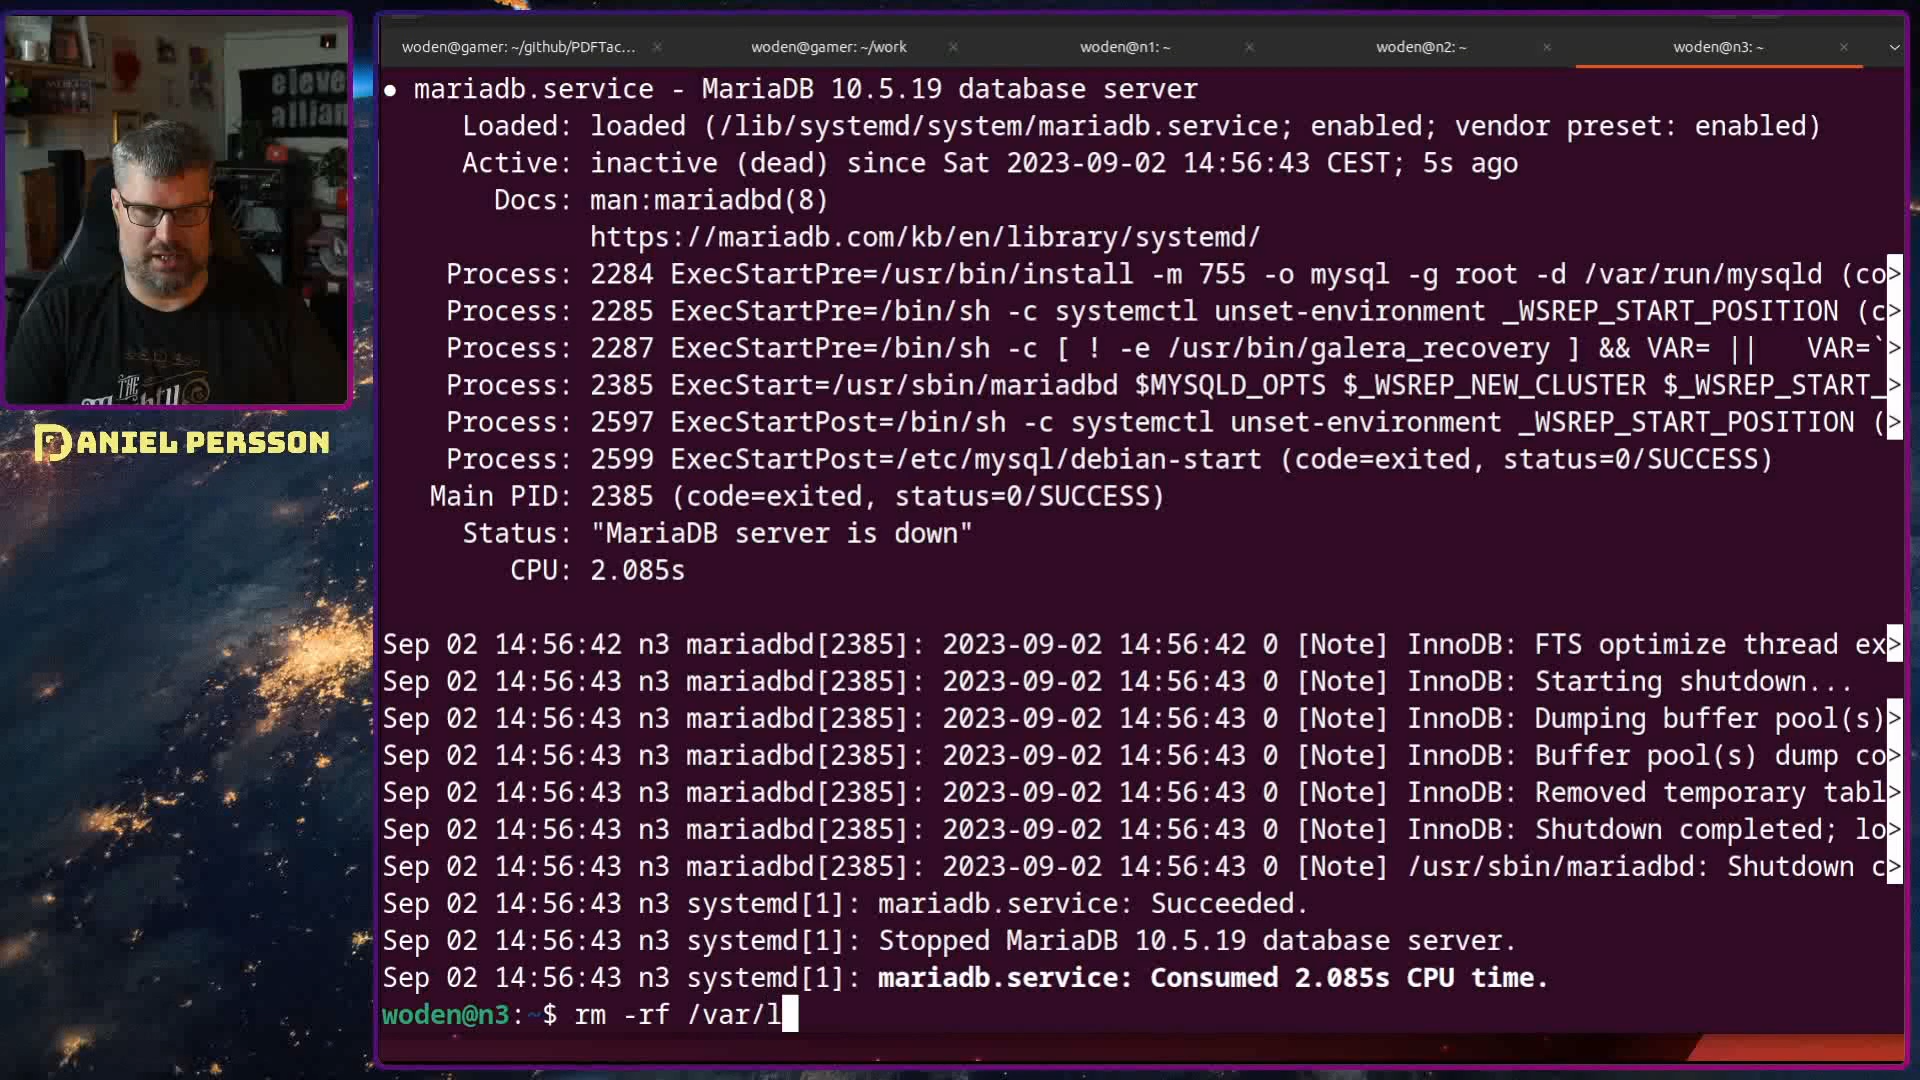 woden@gamer: ~/github/PDFTac...
woden@gamer: ~/work
woden@n1: ~
woden@n2: ~
woden@n3: ~
eleve
allian
THE
DANIEL PERSSON
● mariadb.service - MariaDB 10.5.19 database server
Loaded: loaded (/lib/systemd/system/mariadb.service; enabled; vendor preset: enabled)
Active: inactive (dead) since Sat 2023-09-02 14:56:43 CEST; 5s ago
Docs: man:mariadbd(8)
https://mariadb.com/kb/en/library/systemd/
Process: 2284 ExecStartPre=/usr/bin/install -m 755 -o mysql -g root -d /var/run/mysqld (co>
Process: 2285 ExecStartPre=/bin/sh -c systemctl unset-environment _WSREP_START_POSITION (c>
Process: 2287 ExecStartPre=/bin/sh -c [ ! -e /usr/bin/galera_recovery ] && VAR= ||   VAR=`>
Process: 2385 ExecStart=/usr/sbin/mariadbd $MYSQLD_OPTS $_WSREP_NEW_CLUSTER $_WSREP_START_>
Process: 2597 ExecStartPost=/bin/sh -c systemctl unset-environment _WSREP_START_POSITION (>
Process: 2599 ExecStartPost=/etc/mysql/debian-start (code=exited, status=0/SUCCESS)
Main PID: 2385 (code=exited, status=0/SUCCESS)
Status: "MariaDB server is down"
CPU: 2.085s
Sep 02 14:56:42 n3 mariadbd[2385]: 2023-09-02 14:56:42 0 [Note] InnoDB: FTS optimize thread ex>
Sep 02 14:56:43 n3 mariadbd[2385]: 2023-09-02 14:56:43 0 [Note] InnoDB: Starting shutdown...
Sep 02 14:56:43 n3 mariadbd[2385]: 2023-09-02 14:56:43 0 [Note] InnoDB: Dumping buffer pool(s)>
Sep 02 14:56:43 n3 mariadbd[2385]: 2023-09-02 14:56:43 0 [Note] InnoDB: Buffer pool(s) dump co>
Sep 02 14:56:43 n3 mariadbd[2385]: 2023-09-02 14:56:43 0 [Note] InnoDB: Removed temporary tabl>
Sep 02 14:56:43 n3 mariadbd[2385]: 2023-09-02 14:56:43 0 [Note] InnoDB: Shutdown completed; lo>
Sep 02 14:56:43 n3 mariadbd[2385]: 2023-09-02 14:56:43 0 [Note] /usr/sbin/mariadbd: Shutdown c>
Sep 02 14:56:43 n3 systemd[1]: mariadb.service: Succeeded.
Sep 02 14:56:43 n3 systemd[1]: Stopped MariaDB 10.5.19 database server.
Sep 02 14:56:43 n3 systemd[1]: mariadb.service: Consumed 2.085s CPU time.
woden@n3:~$ rm -rf /var/l